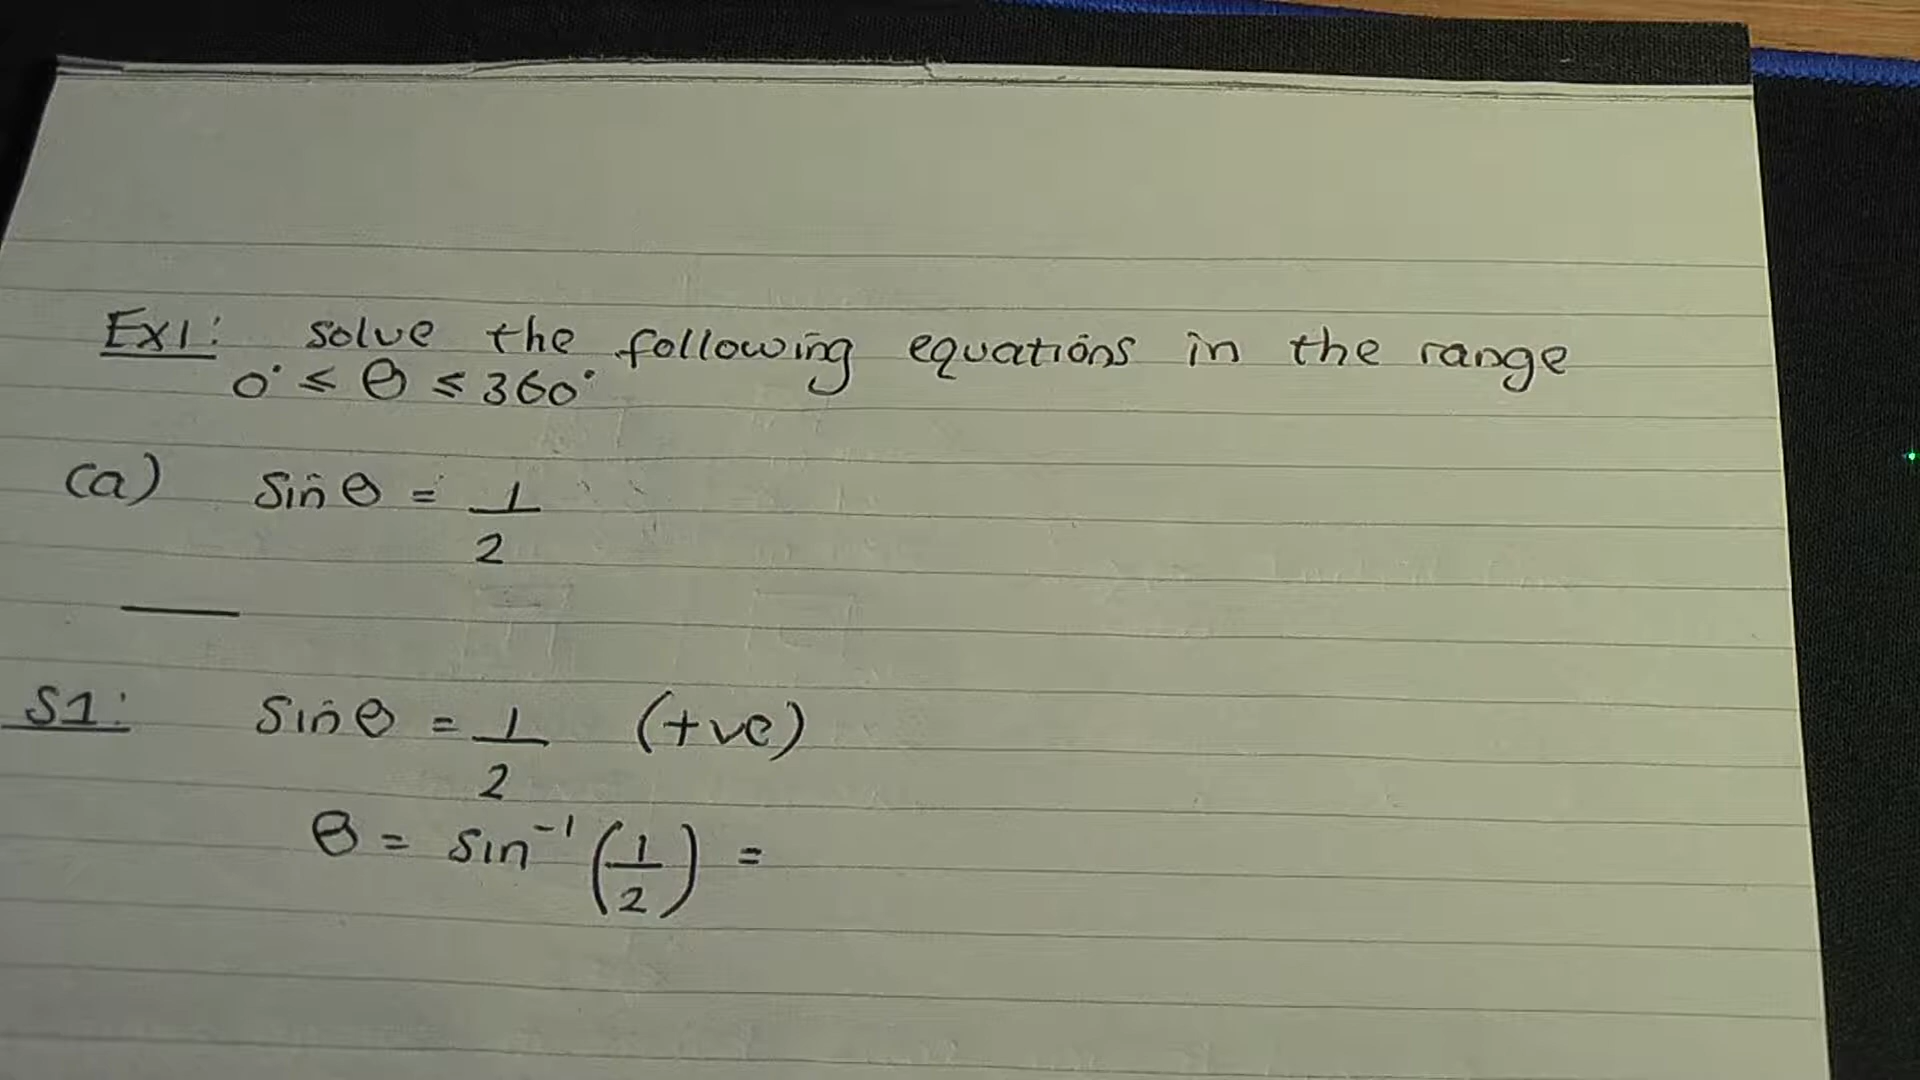 Ex1: solve the following equations in the range
0° ≤ θ ≤ 360°
(a) sin θ = 1/2
S1: sin θ = 1/2 (+ve)
θ = sin⁻¹ (1/2) =